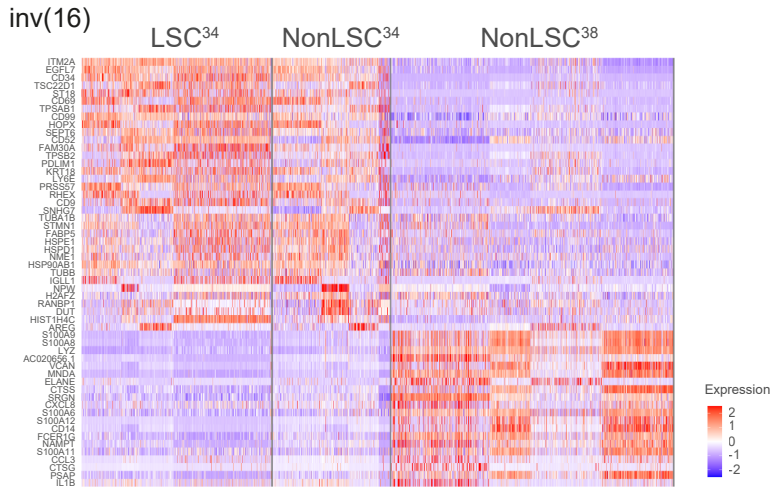 inv(16)
LSC³⁴ NonLSC³⁴ NonLSC³⁸
ITM2A
EGFL7
CD34
TSC22D1
ST18
CD69
TPSAB1
CD99
HOPX
SEPT6
CD52
FAM30A
TPSB2
PDLIM1
KRT18
LY6E
PRSS57
RHEX
CD9
SNHG7
TUBA1B
STMN1
FABP5
HSPE1
HSPD1
NME1
HSP90AB1
TUBB
IGLL1
NPW
H2AFZ
RANBP1
DUT
HIST1H4C
AREG
S100A9
S100A8
LYZ
AC020656.1
VCAN
MNDA
ELANE
CTSS
SRGN
CXCL8
S100A6
S100A12
CD14
FCER1G
NAMPT
S100A11
CCL3
CTSG
PSAP
IL1B
Expression
2
1
0
-1
-2